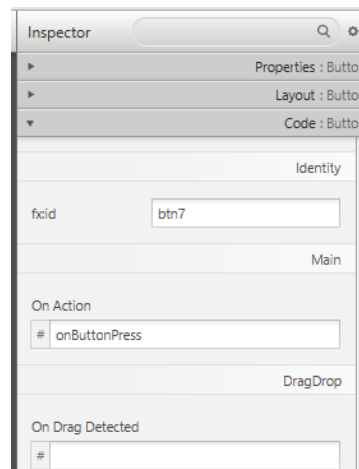 Inspector
Properties : Butto
Layout : Butto
Code : Butto
Identity
fx:id btn7
Main
On Action
# onButtonPress
DragDrop
On Drag Detected
#